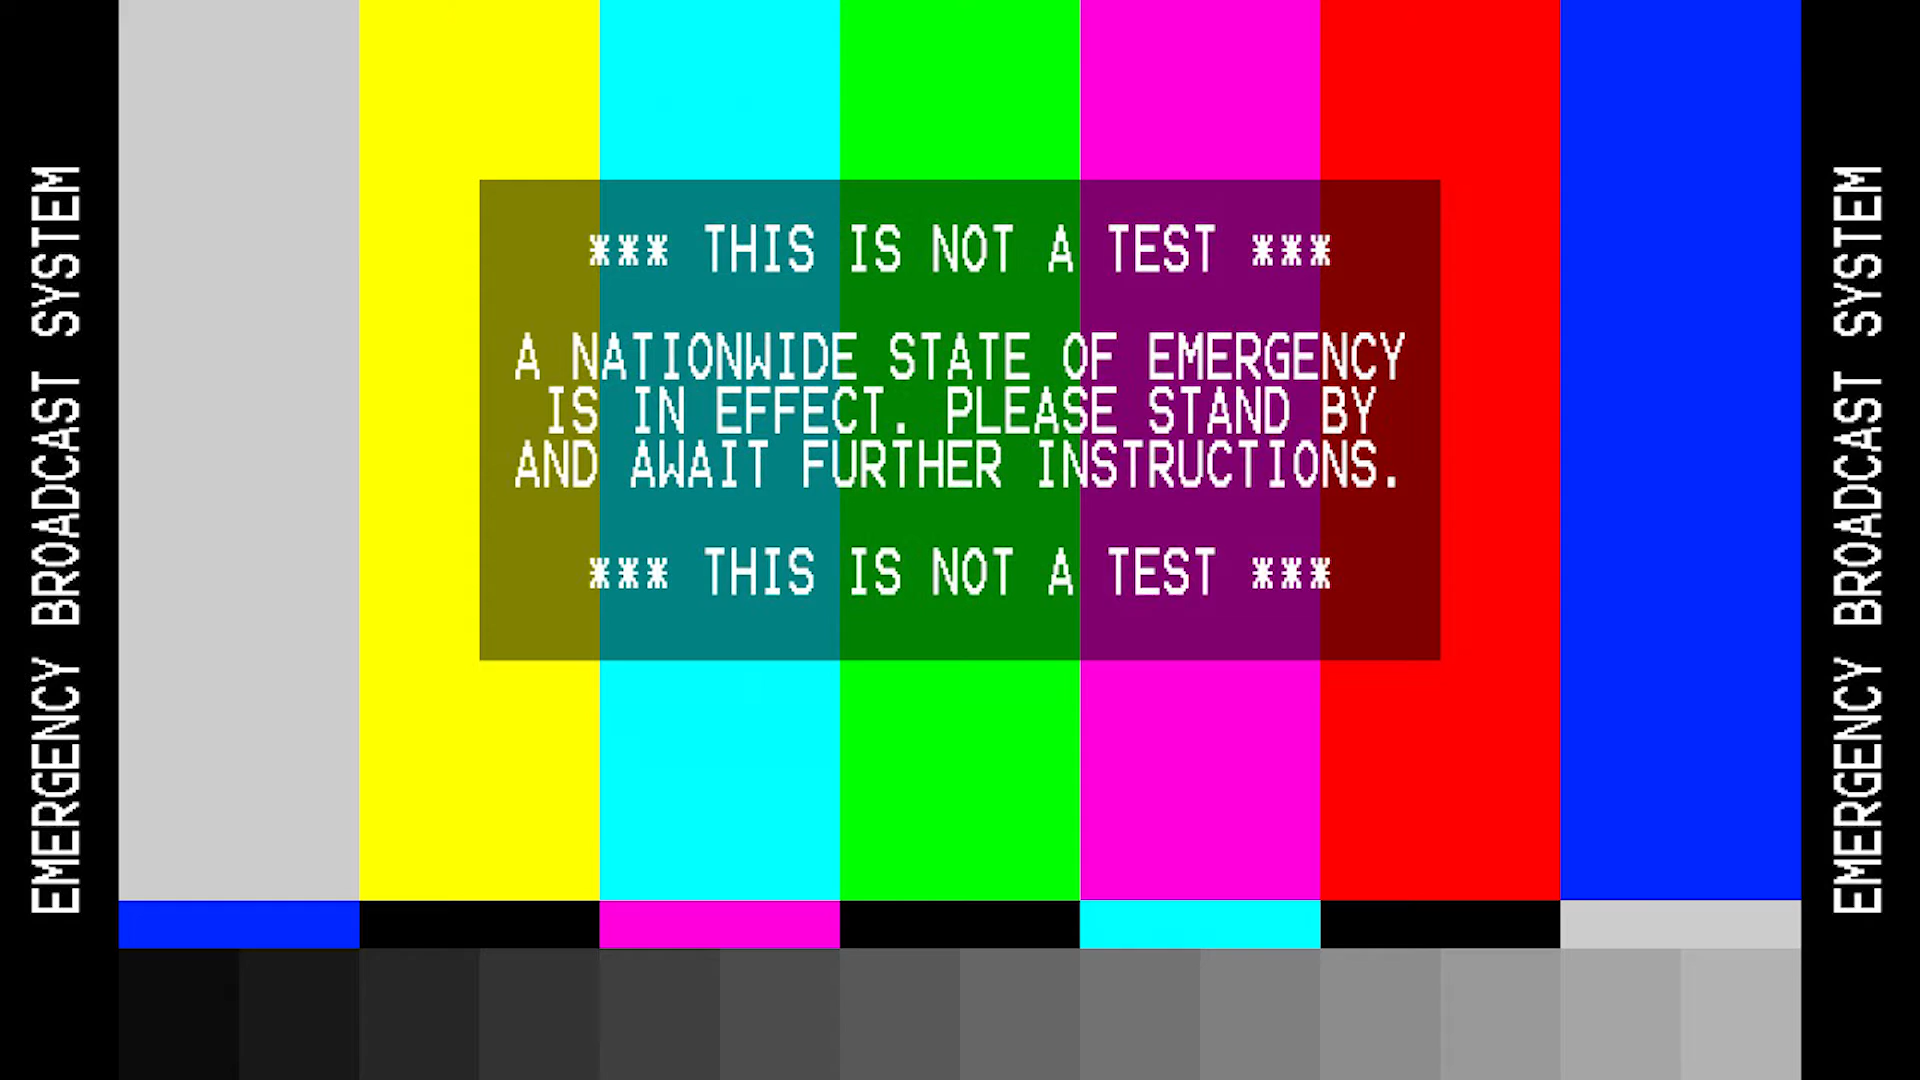 EMERGENCY BROADCAST SYSTEM
*** THIS IS NOT A TEST ***
A NATIONWIDE STATE OF EMERGENCY
IS IN EFFECT. PLEASE STAND BY
AND AWAIT FURTHER INSTRUCTIONS.
*** THIS IS NOT A TEST ***
EMERGENCY BROADCAST SYSTEM